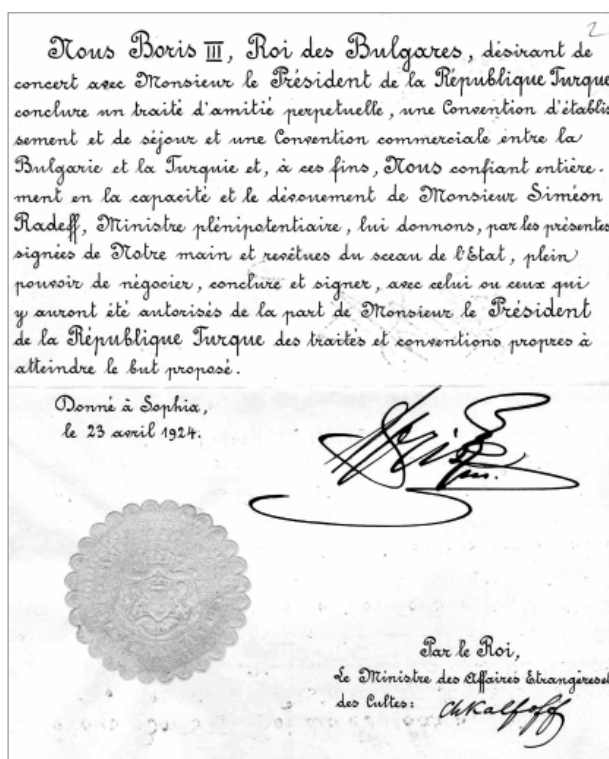 2
Nous Boris III, Roi des Bulgares, désirant de
concert avec Monsieur le Président de la République Turque
conclure un traité d'amitié perpetuelle, une Convention d'établis
sement et de séjour et une Convention commerciale entre la
Bulgarie et la Turquie et, à ces fins, Nous confiant entière.
ment en la capacité et le dévouement de Monsieur Siméon
Radeff, Ministre plénipotentiaire, lui donnons, par les présentes
signées de Notre main et revêtues du sceau de l'Etat, plein
pouvoir de négocier, conclure et signer, avec celui ou ceux qui
y auront été autorisés de la part de Monsieur le Président
de la République Turque des traités et conventions propres à
atteindre le but proposé.
Donné à Sophia,
le 23 avril 1924.
Par le Roi,
Le Ministre des Affaires Etrangères et
des Cultes: Ch Kalfoff